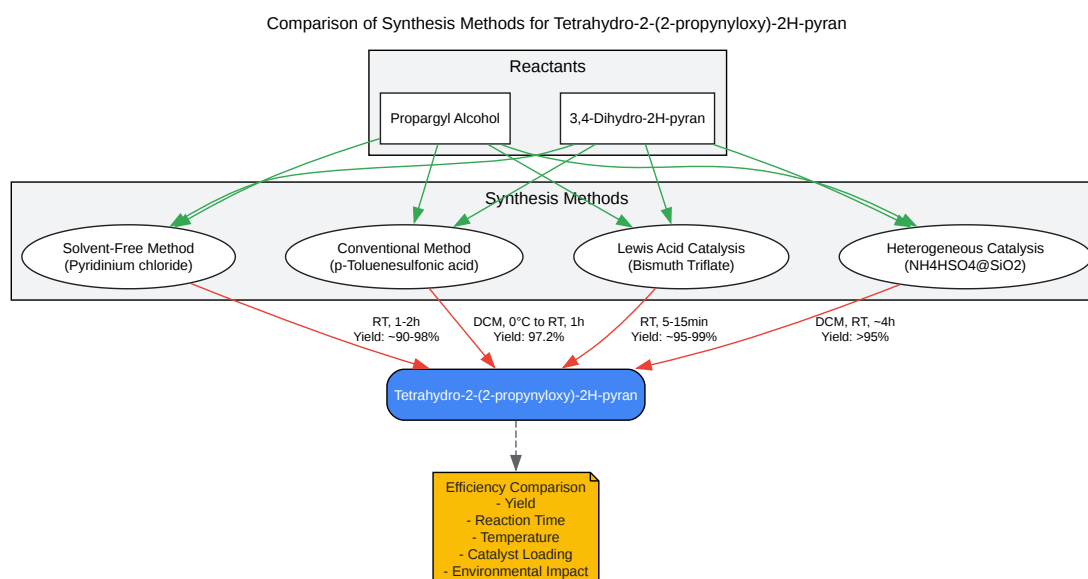 Comparison of Synthesis Methods for Tetrahydro-2-(2-propynyloxy)-2H-pyran
Reactants
Propargyl Alcohol
3,4-Dihydro-2H-pyran
Synthesis Methods
Solvent-Free Method
(Pyridinium chloride)
Conventional Method
(p-Toluenesulfonic acid)
Lewis Acid Catalysis
(Bismuth Triflate)
Heterogeneous Catalysis
(NH4HSO4@SiO2)
RT, 1-2h
Yield: ~90-98%
DCM, 0°C to RT, 1h
Yield: 97.2%
RT, 5-15min
Yield: ~95-99%
DCM, RT, ~4h
Yield: >95%
Tetrahydro-2-(2-propynyloxy)-2H-pyran
Efficiency Comparison
- Yield
- Reaction Time
- Temperature
- Catalyst Loading
- Environmental Impact